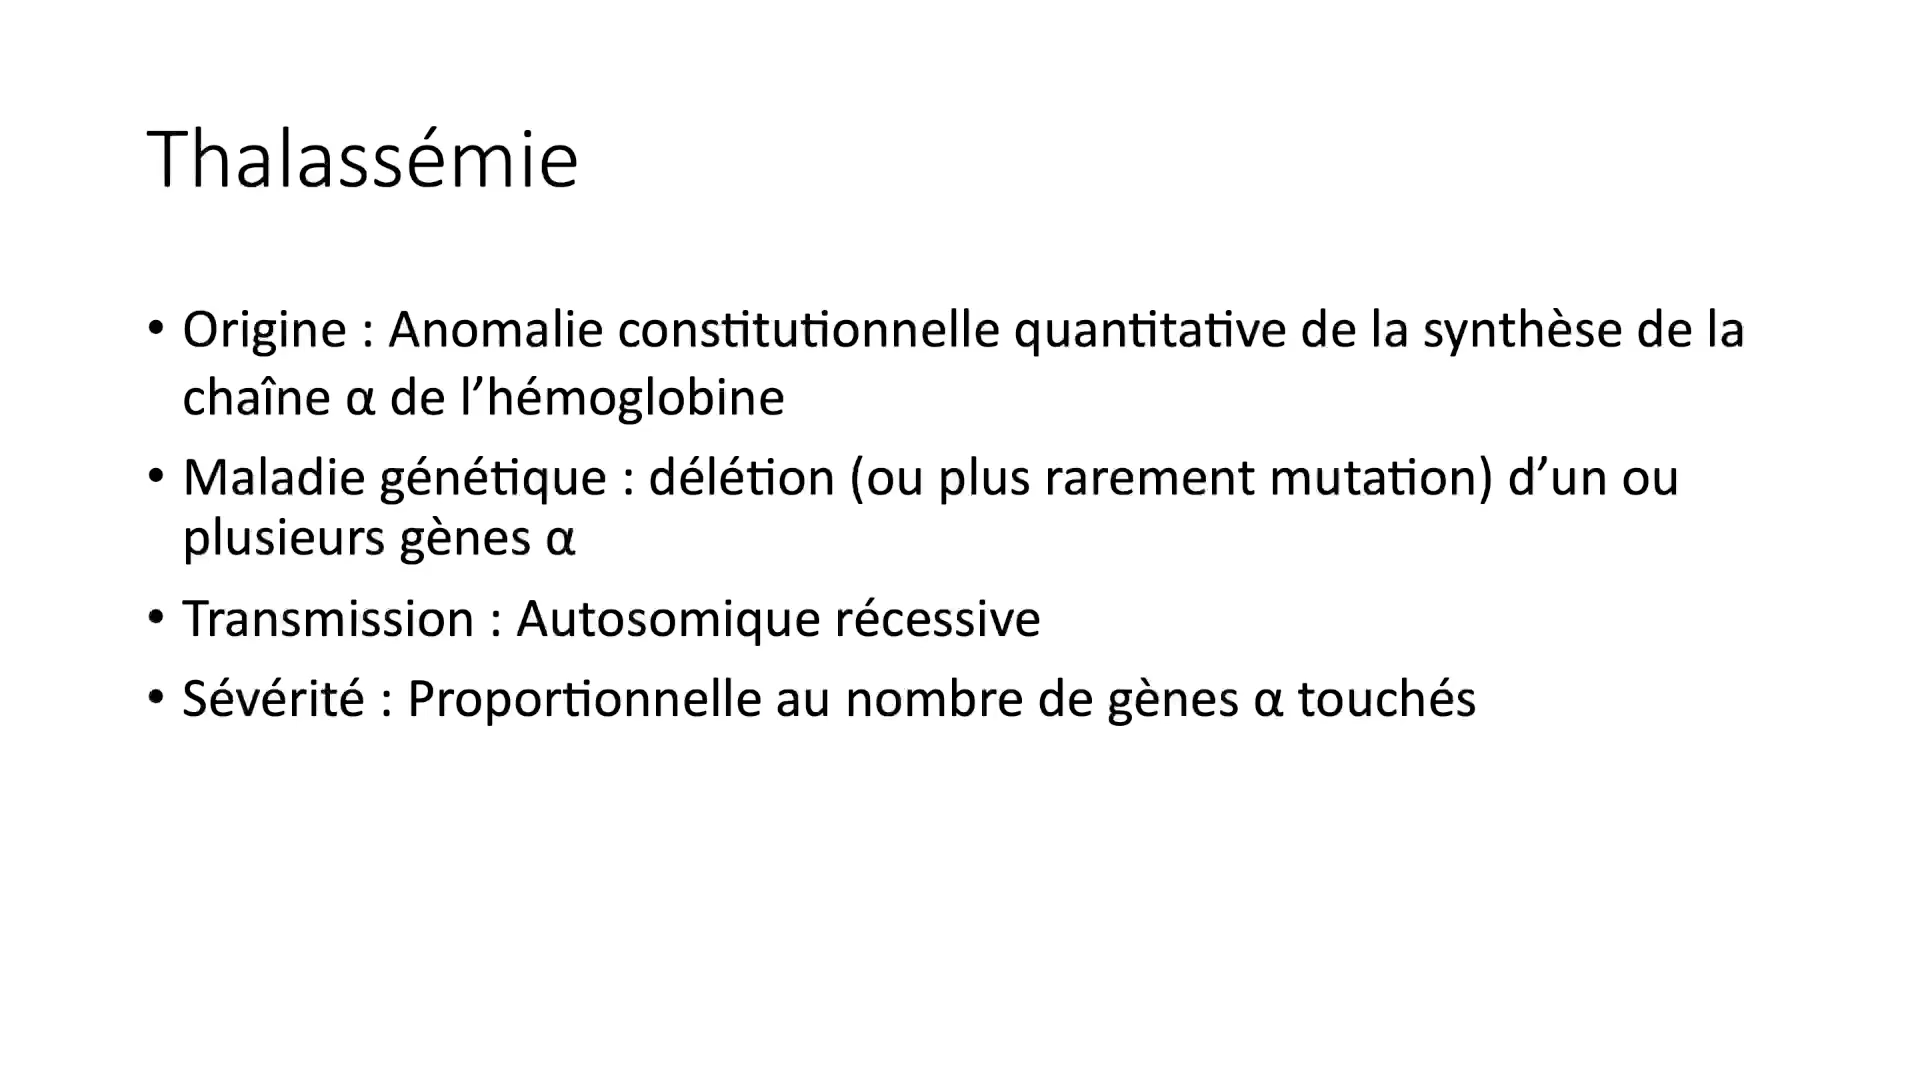 Thalassémie
• Origine : Anomalie constitutionnelle quantitative de la synthèse de la
chaîne α de l’hémoglobine
• Maladie génétique : délétion (ou plus rarement mutation) d’un ou
plusieurs gènes α
• Transmission : Autosomique récessive
• Sévérité : Proportionnelle au nombre de gènes α touchés